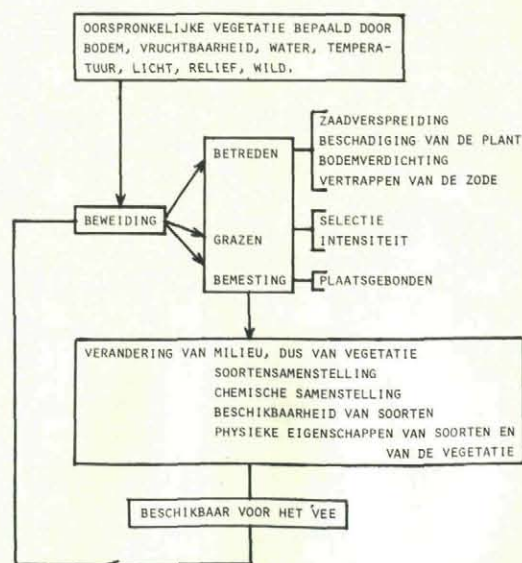 OORSPRONKELIJKE VEGETATIE BEPAALD DOOR
BODEM, VRUCHTBAARHEID, WATER, TEMPERA-
TUUR, LICHT, RELIEF, WILD.
ZAADVERSPREIDING
BESCHADIGING VAN DE PLANT
BETREDEN
BODEMVERDICHTING
VERTRAPPEN VAN DE ZODE
BEWEIDING
SELECTIE
GRAZEN
INTENSITEIT
BEMESTING
PLAATSGEBONDEN
VERANDERING VAN MILIEU, DUS VAN VEGETATIE
SOORTENSAMENSTELLING
CHEMISCHE SAMENSTELLING
BESCHIKBAARHEID VAN SOORTEN
PHYSIEKE EIGENSCHAPPEN VAN SOORTEN EN
VAN DE VEGETATIE
BESCHIKBAAR VOOR HET VEE